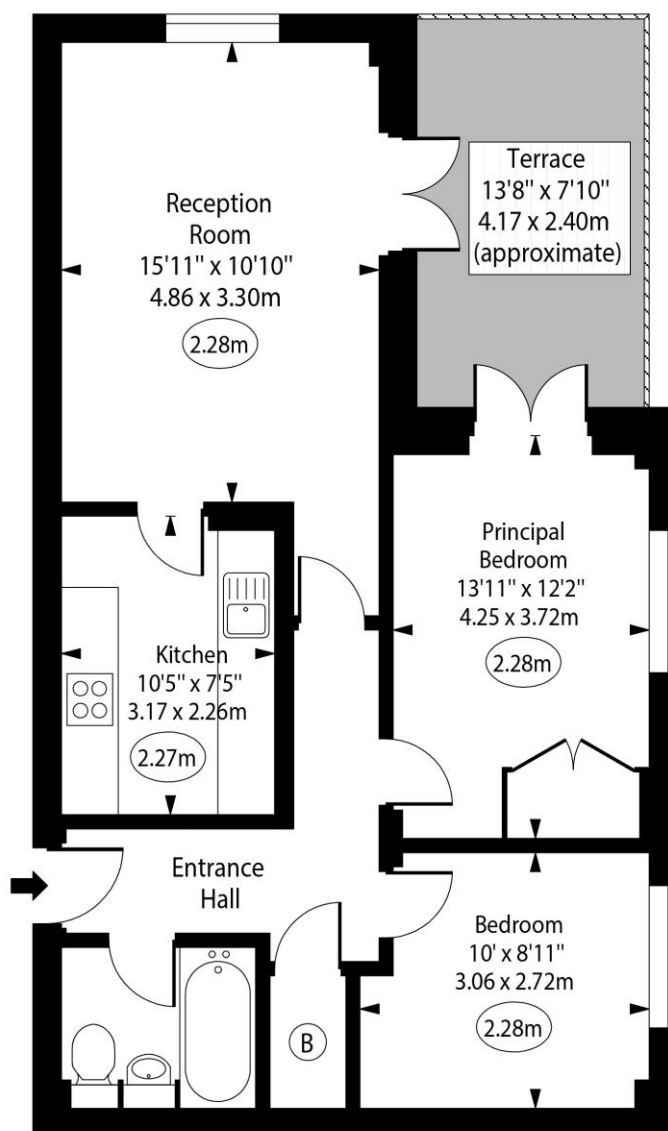 Reception
Room
15'11" x 10'10"
4.86 x 3.30m
2.28m
Terrace
13'8" x 7'10"
4.17 x 2.40m
(approximate)
Principal
Bedroom
13'11" x 12'2"
4.25 x 3.72m
2.28m
Kitchen
10'5" x 7'5"
3.17 x 2.26m
2.27m
Entrance
Hall
Bedroom
10' x 8'11"
3.06 x 2.72m
2.28m
B